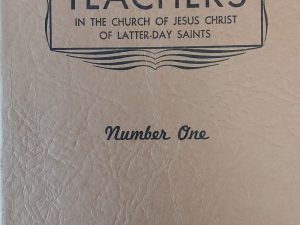 TEACHERS
IN THE CHURCH OF JESUS CHRIST
OF LATTER-DAY SAINTS
Number One